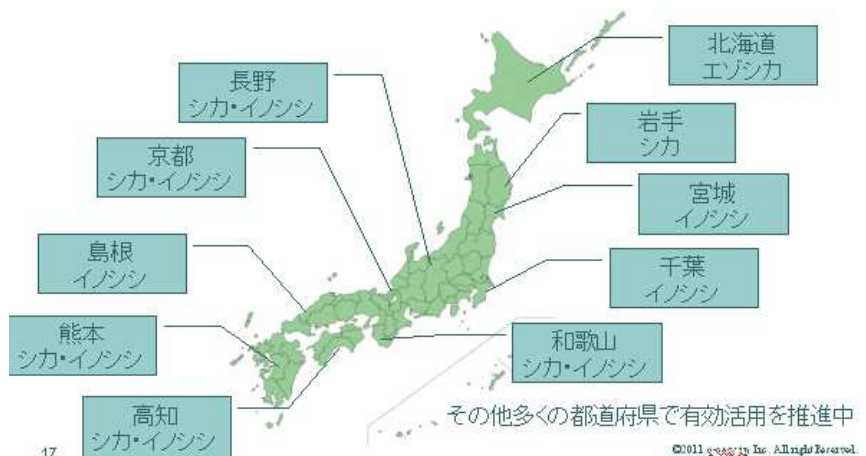 北海道
エゾシカ
長野
シカ・イノシシ
岩手
シカ
京都
シカ・イノシシ
宮城
イノシシ
島根
イノシシ
千葉
イノシシ
熊本
シカ・イノシシ
和歌山
シカ・イノシシ
高知
シカ・イノシシ
その他多くの都道府県で有効活用を推進中
17
©2011 Inc. All right Reserved.